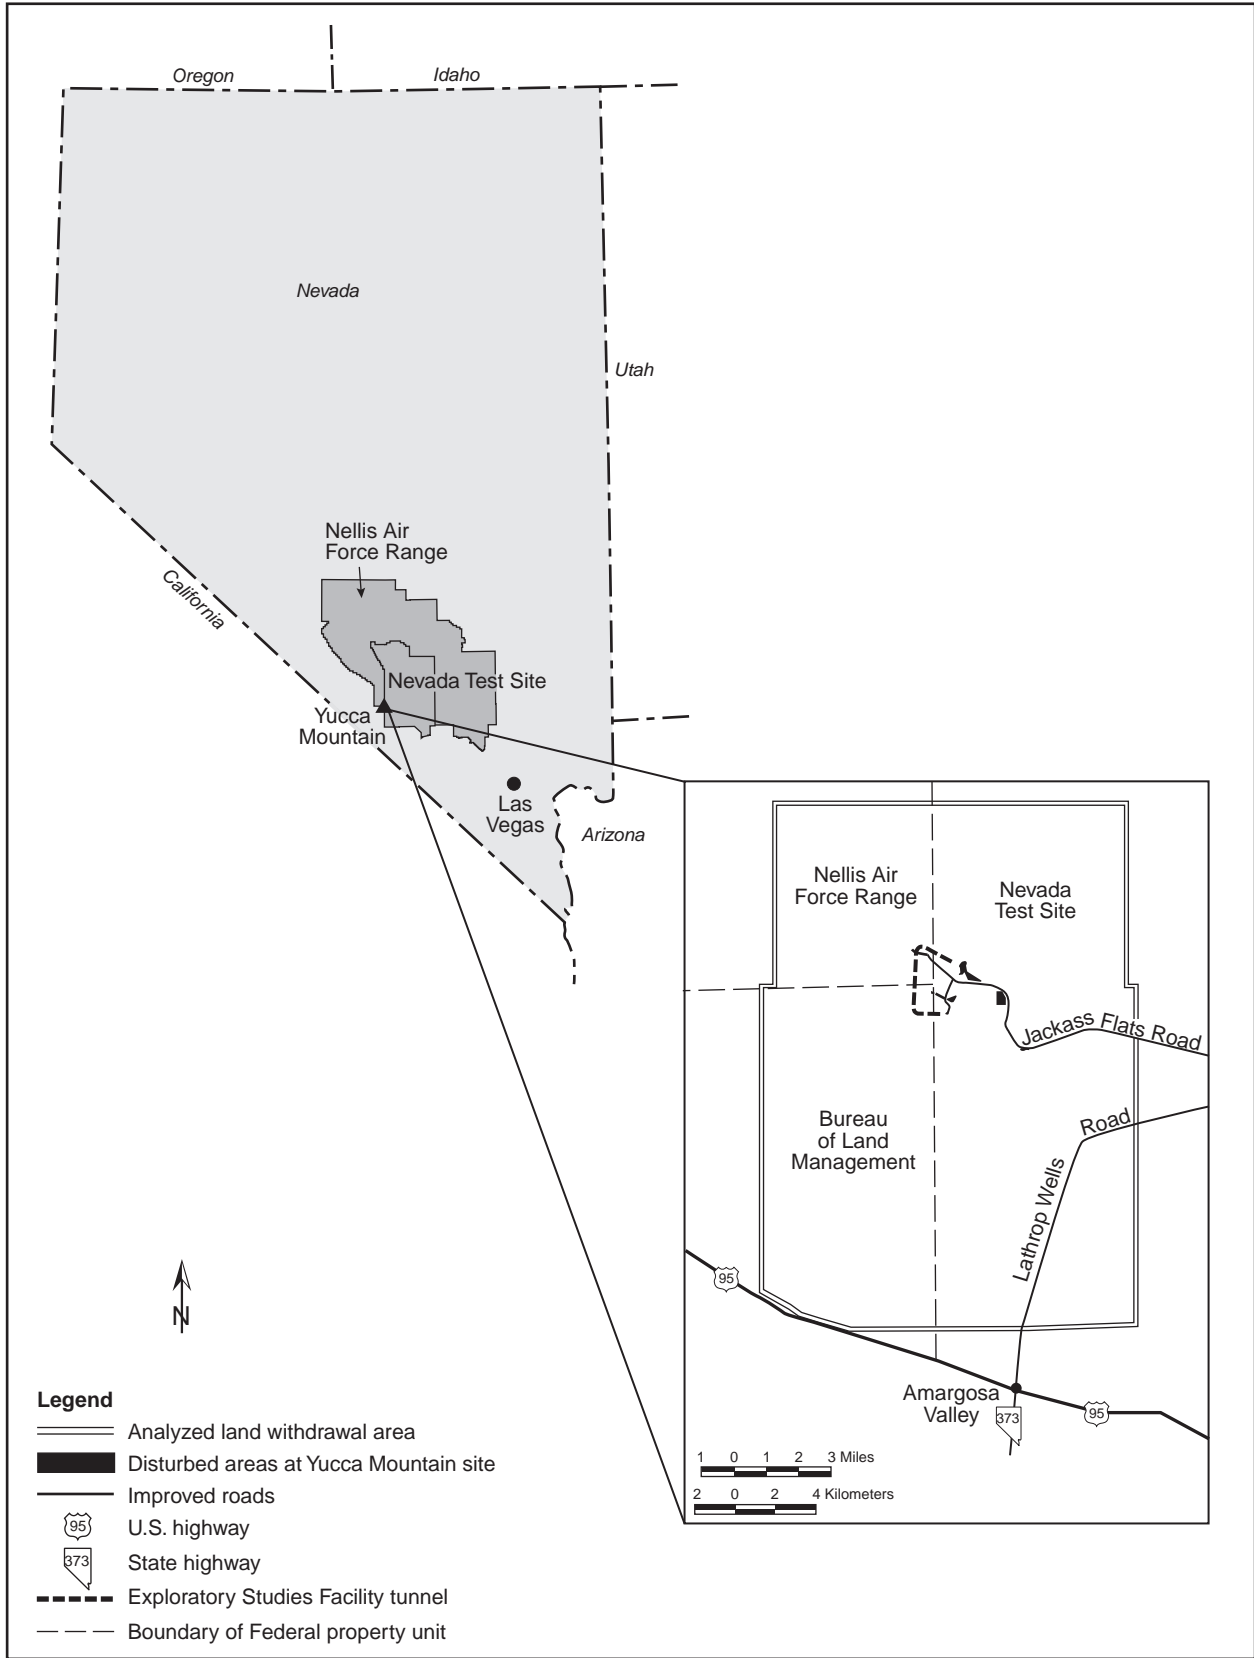 Oregon
Idaho
Nevada
Utah
Nellis Air
Force Range
California
Nevada Test Site
Yucca
Mountain
Las
Vegas
Arizona
Nellis Air
Force Range
Nevada
Test Site
Jackass Flats Road
Bureau
of Land
Management
Lathrop Wells Road
95
Amargosa
Valley
373
95
1 0 1 2 3 Miles
2 0 2 4 Kilometers
N
Legend
Analyzed land withdrawal area
Disturbed areas at Yucca Mountain site
Improved roads
95 U.S. highway
373 State highway
Exploratory Studies Facility tunnel
Boundary of Federal property unit